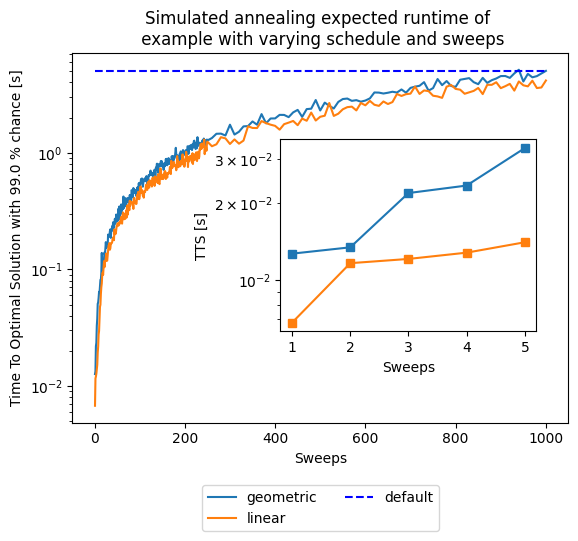 Simulated annealing expected runtime of
example with varying schedule and sweeps
Time To Optimal Solution with 99.0 % chance [s]
10⁰
10⁻¹
10⁻²
TTS [s]
3 × 10⁻²
2 × 10⁻²
10⁻²
1 2 3 4 5
Sweeps
0 200 400 600 800 1000
Sweeps
geometric
linear
default